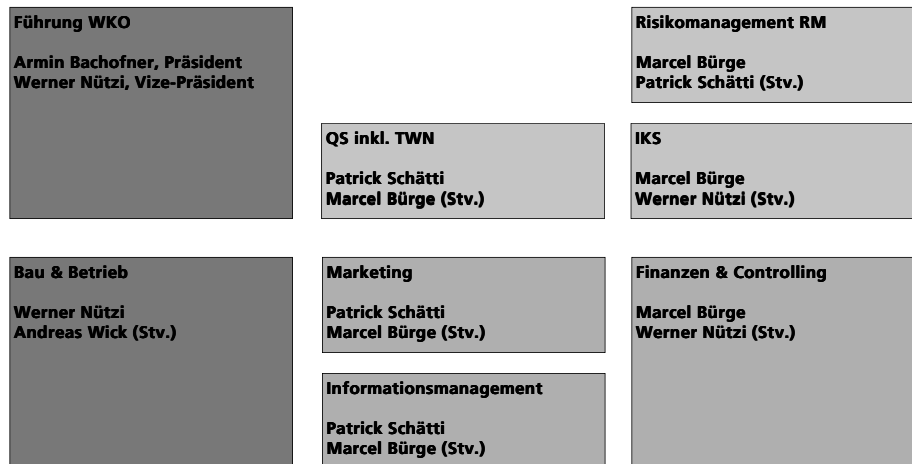 Führung WKO
Armin Bachofner, Präsident
Werner Nützi, Vize-Präsident
Risikomanagement RM
Marcel Bürge
Patrick Schätti (Stv.)
QS inkl. TWN
Patrick Schätti
Marcel Bürge (Stv.)
IKS
Marcel Bürge
Werner Nützi (Stv.)
Bau & Betrieb
Werner Nützi
Andreas Wick (Stv.)
Marketing
Patrick Schätti
Marcel Bürge (Stv.)
Finanzen & Controlling
Marcel Bürge
Werner Nützi (Stv.)
Informationsmanagement
Patrick Schätti
Marcel Bürge (Stv.)